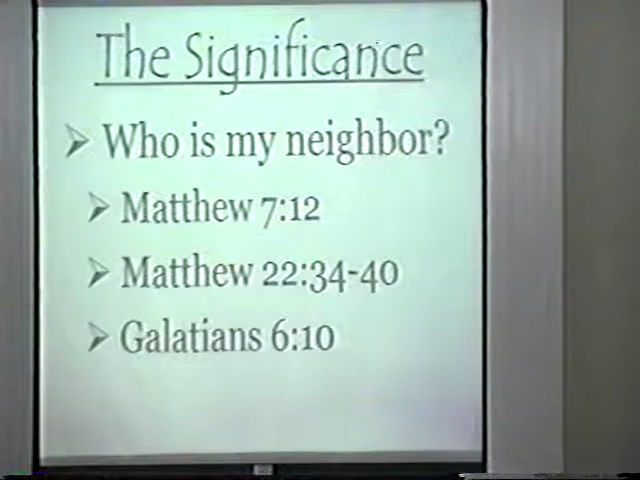 The Significance
Who is my neighbor?
Matthew 7:12
Matthew 22:34-40
Galatians 6:10